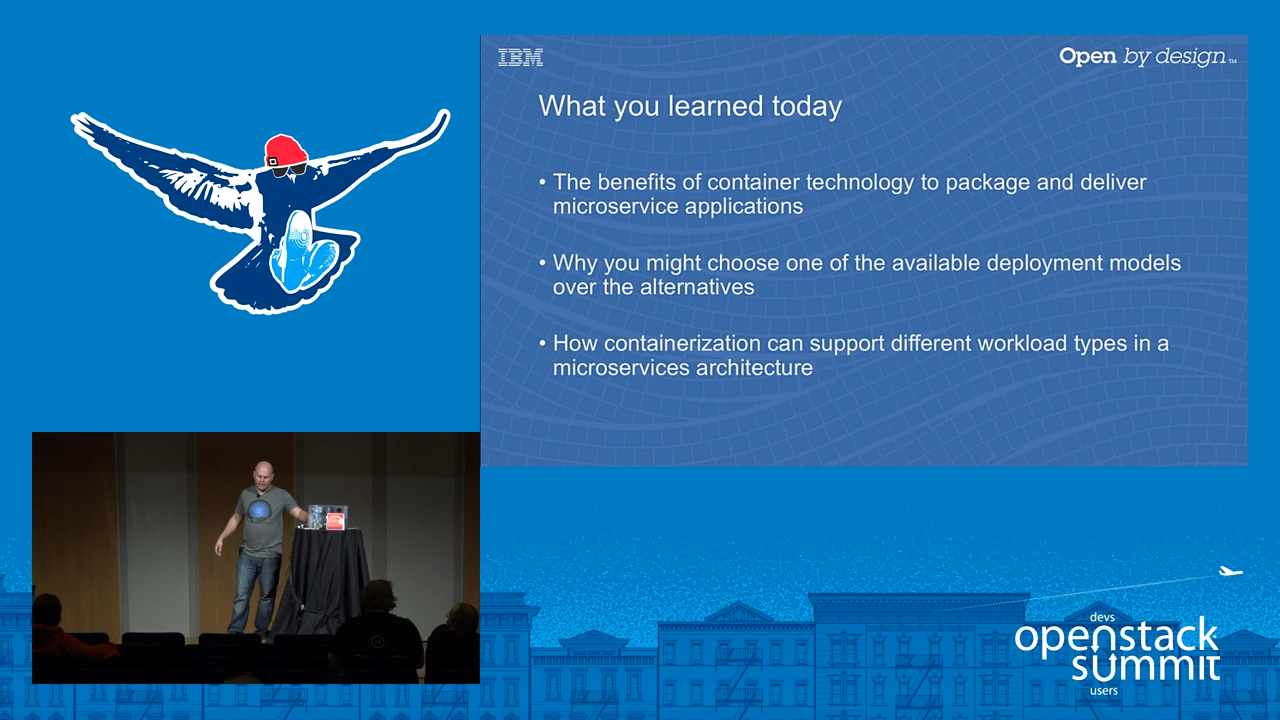 IBM
Open by design™
What you learned today
• The benefits of container technology to package and deliver
microservice applications
• Why you might choose one of the available deployment models
over the alternatives
• How containerization can support different workload types in a
microservices architecture
devs
openstack
summit
users